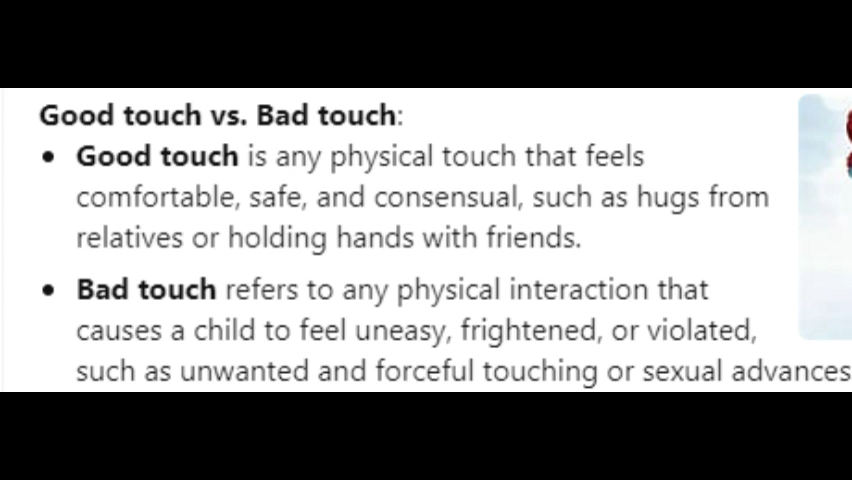 Good touch vs. Bad touch:
• Good touch is any physical touch that feels
comfortable, safe, and consensual, such as hugs from
relatives or holding hands with friends.
• Bad touch refers to any physical interaction that
causes a child to feel uneasy, frightened, or violated,
such as unwanted and forceful touching or sexual advances